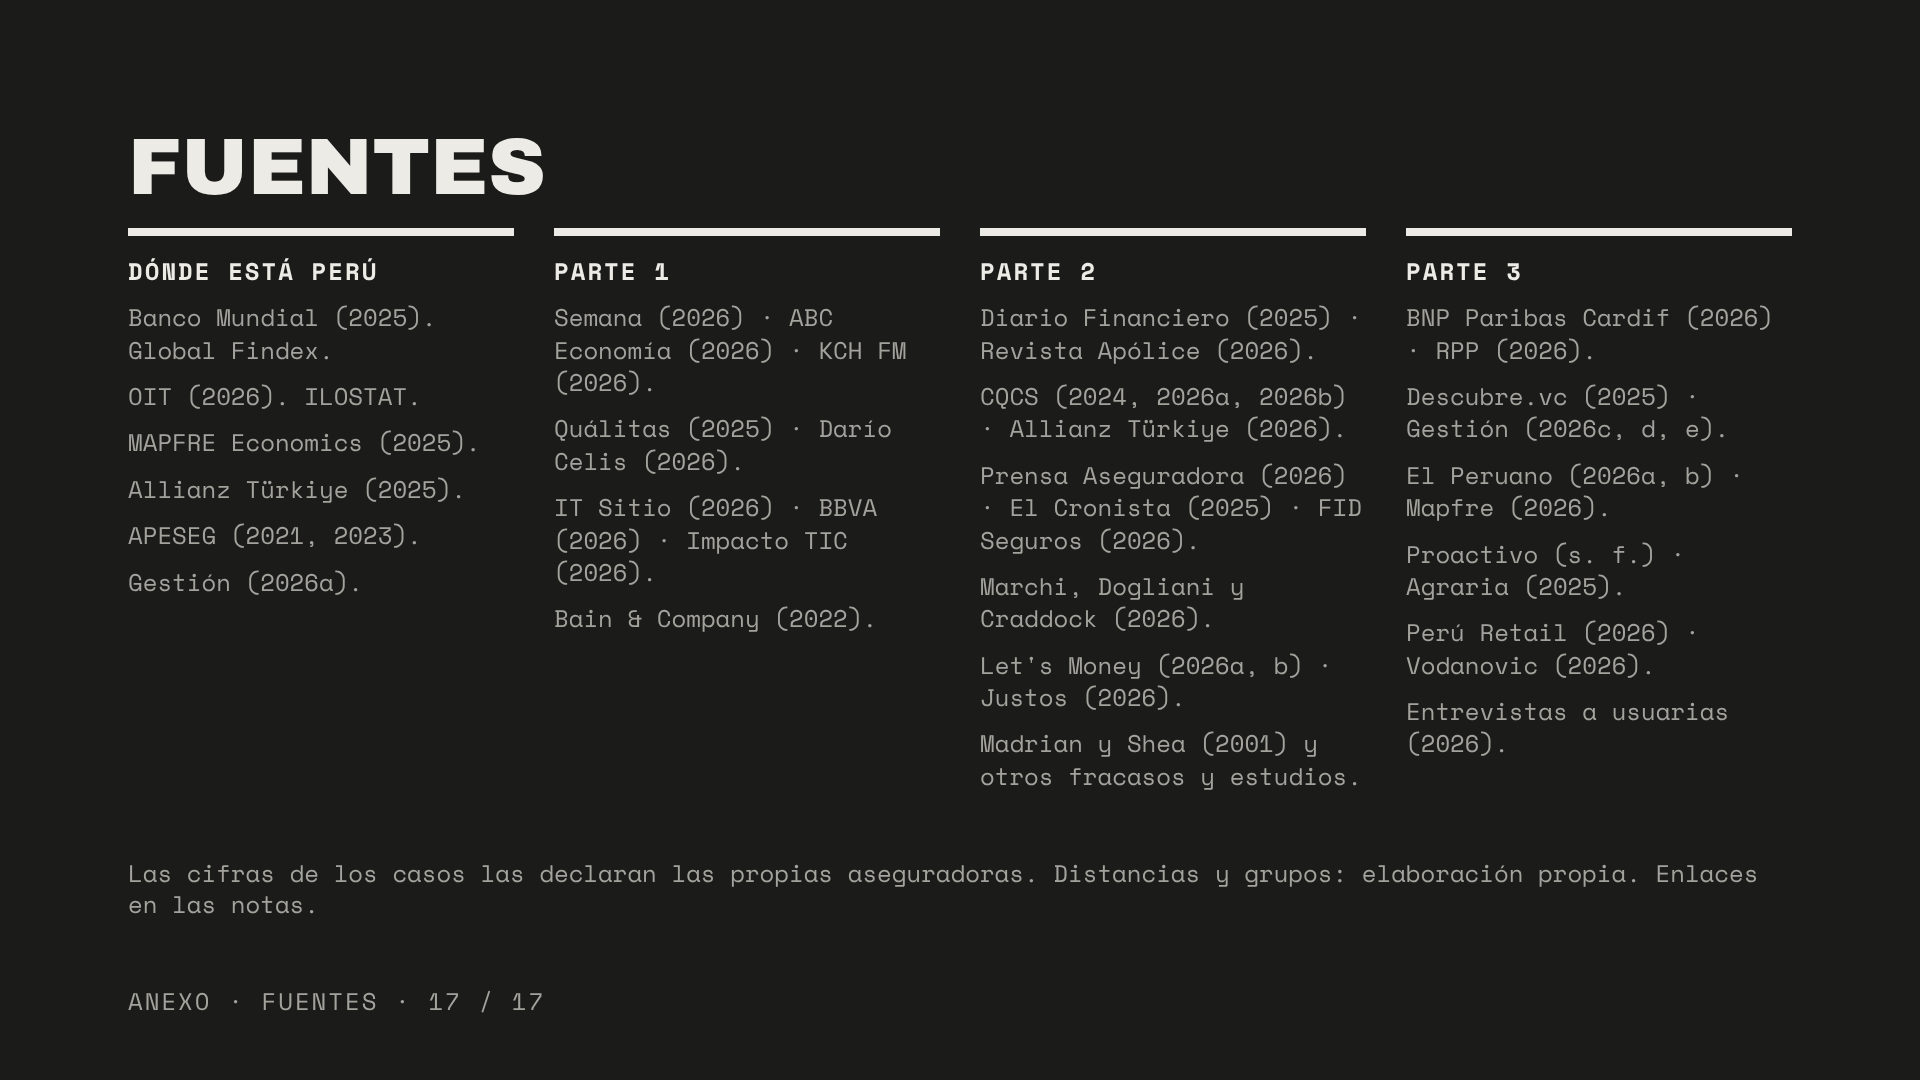 FUENTES
DÓNDE ESTÁ PERÚ
Banco Mundial (2025).
Global Findex.
OIT (2026). ILOSTAT.
MAPFRE Economics (2025).
Allianz Türkiye (2025).
APESEG (2021, 2023).
Gestión (2026a).
PARTE 1
Semana (2026) · ABC
Economía (2026) · KCH FM
(2026).
Quálitas (2025) · Darío
Celis (2026).
IT Sitio (2026) · BBVA
(2026) · Impacto TIC
(2026).
Bain & Company (2022).
PARTE 2
Diario Financiero (2025) ·
Revista Apólice (2026).
CQCS (2024, 2026a, 2026b)
· Allianz Türkiye (2026).
Prensa Aseguradora (2026)
· El Cronista (2025) · FID
Seguros (2026).
Marchi, Dogliani y
Craddock (2026).
Let's Money (2026a, b) ·
Justos (2026).
Madrian y Shea (2001) y
otros fracasos y estudios.
PARTE 3
BNP Paribas Cardif (2026)
· RPP (2026).
Descubre.vc (2025) ·
Gestión (2026c, d, e).
El Peruano (2026a, b) ·
Mapfre (2026).
Proactivo (s. f.) ·
Agraria (2025).
Perú Retail (2026) ·
Vodanovic (2026).
Entrevistas a usuarias
(2026).
Las cifras de los casos las declaran las propias aseguradoras. Distancias y grupos: elaboración propia. Enlaces
en las notas.
ANEXO · FUENTES · 17 / 17